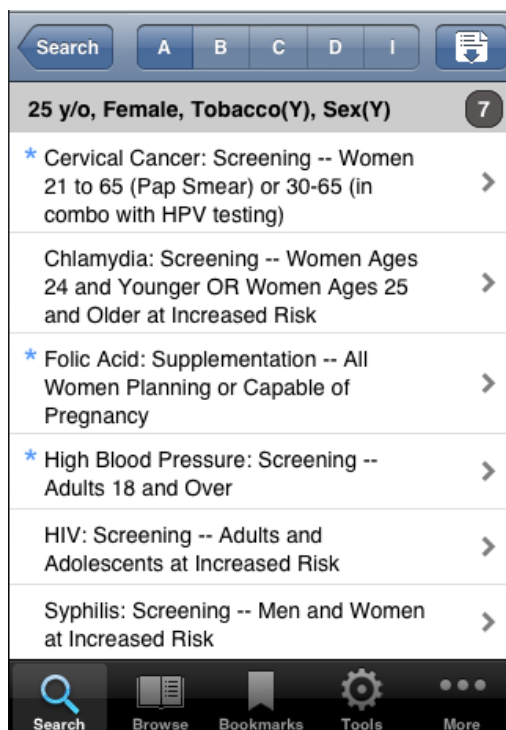 Search A B C D I
25 y/o, Female, Tobacco(Y), Sex(Y) 7
* Cervical Cancer: Screening -- Women
21 to 65 (Pap Smear) or 30-65 (in
combo with HPV testing)
Chlamydia: Screening -- Women Ages
24 and Younger OR Women Ages 25
and Older at Increased Risk
* Folic Acid: Supplementation -- All
Women Planning or Capable of
Pregnancy
* High Blood Pressure: Screening --
Adults 18 and Over
HIV: Screening -- Adults and
Adolescents at Increased Risk
Syphilis: Screening -- Men and Women
at Increased Risk
Search Browse Bookmarks Tools More